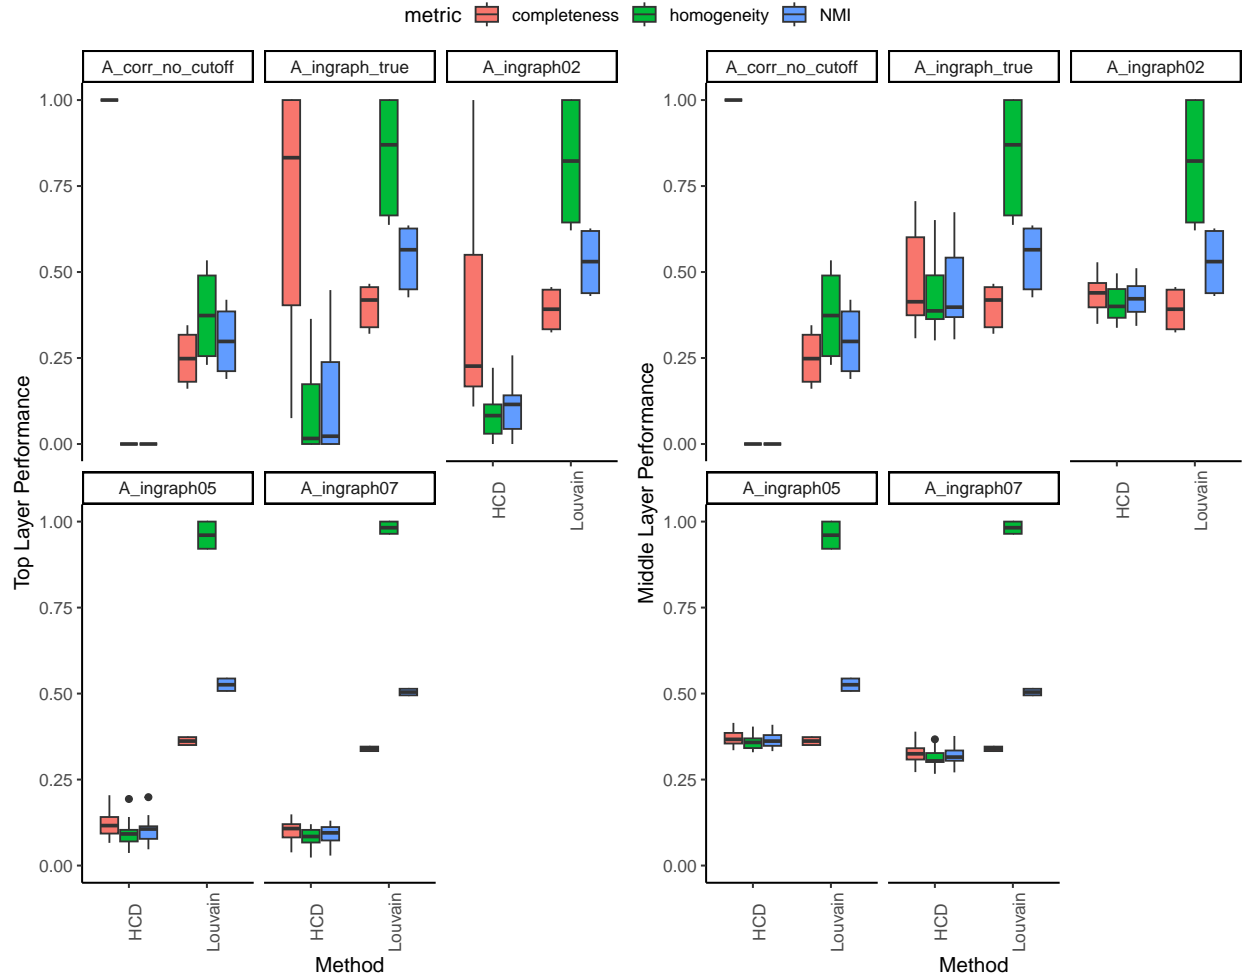 metric completeness homogeneity NMI
A_corr_no_cutoff A_ingraph_true A_ingraph02
1.00
0.75
0.50
0.25
0.00
HCD Louvain
A_ingraph05 A_ingraph07
1.00
0.75
0.50
0.25
0.00
HCD Louvain HCD Louvain
Top Layer Performance
Method
A_corr_no_cutoff A_ingraph_true A_ingraph02
1.00
0.75
0.50
0.25
0.00
HCD Louvain
A_ingraph05 A_ingraph07
1.00
0.75
0.50
0.25
0.00
HCD Louvain HCD Louvain
Middle Layer Performance
Method